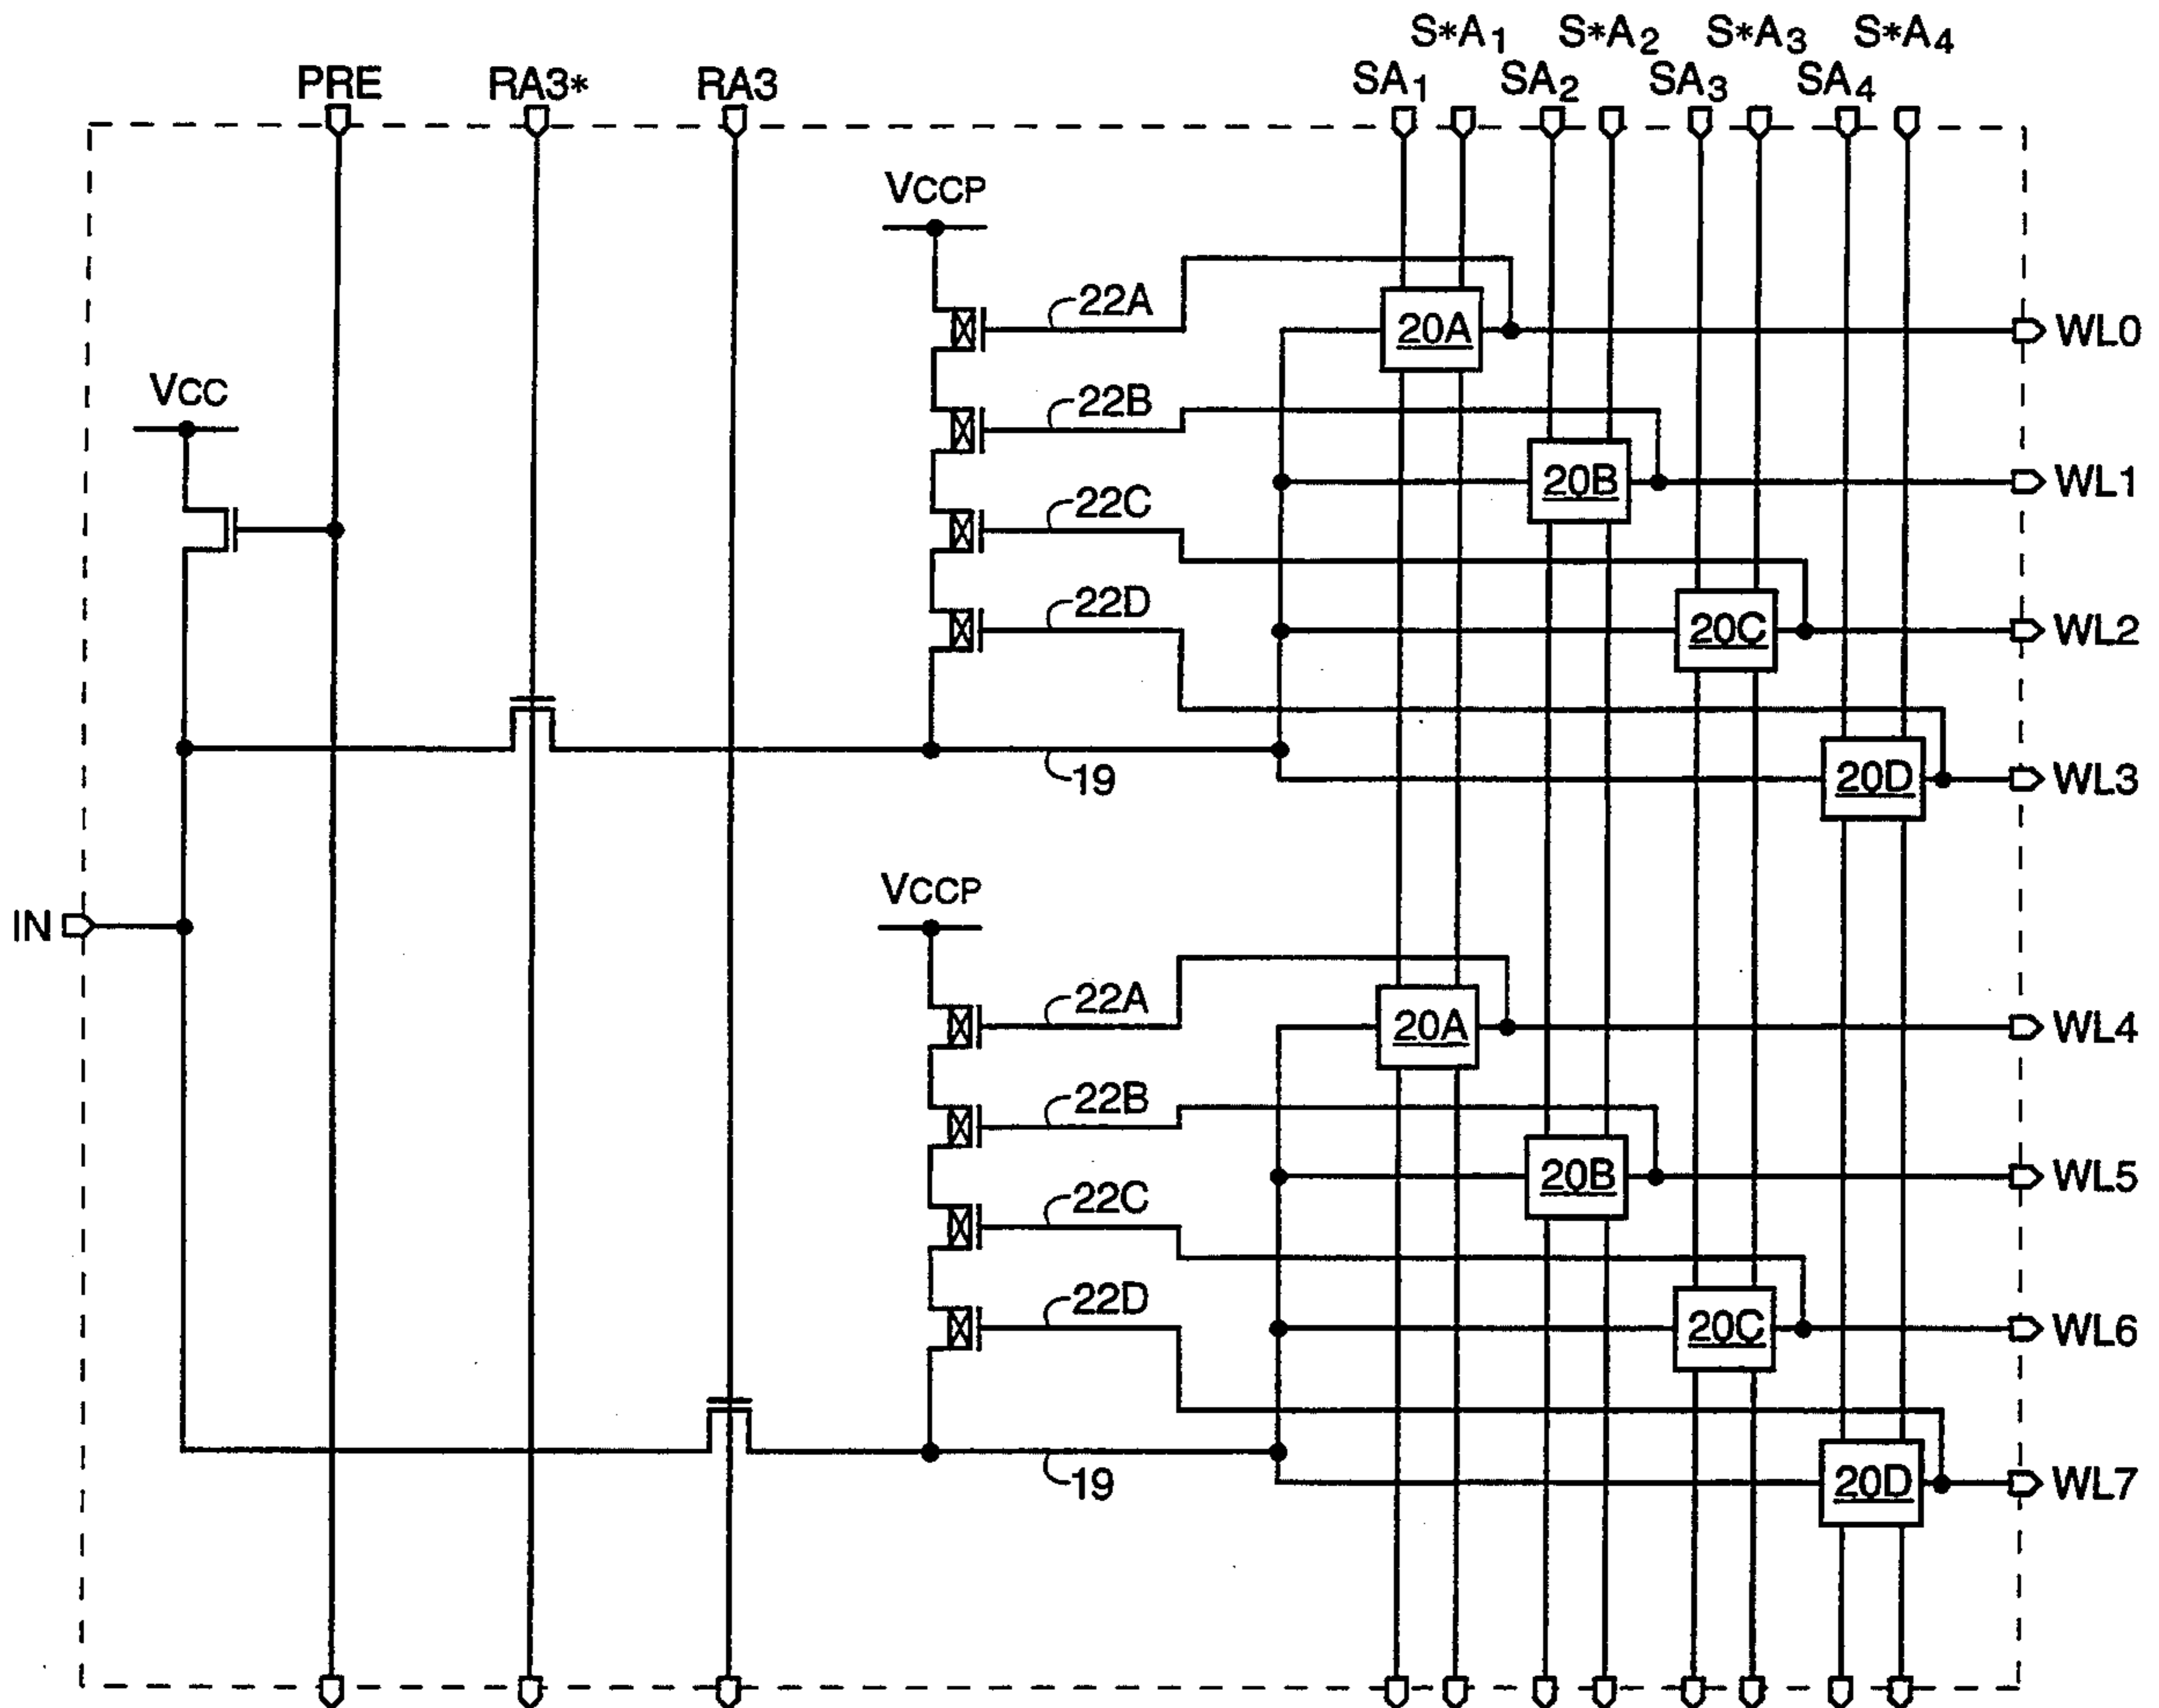 S*A1 S*A2 S*A3 S*A4
PRE RA3* RA3 SA1 SA2 SA3 SA4
VCCP
22A 20A WL0
VCC
22B 20B WL1
22C 20C WL2
22D 20D WL3
19
VCCP
IN
22A 20A WL4
22B 20B WL5
22C 20C WL6
22D 20D WL7
19